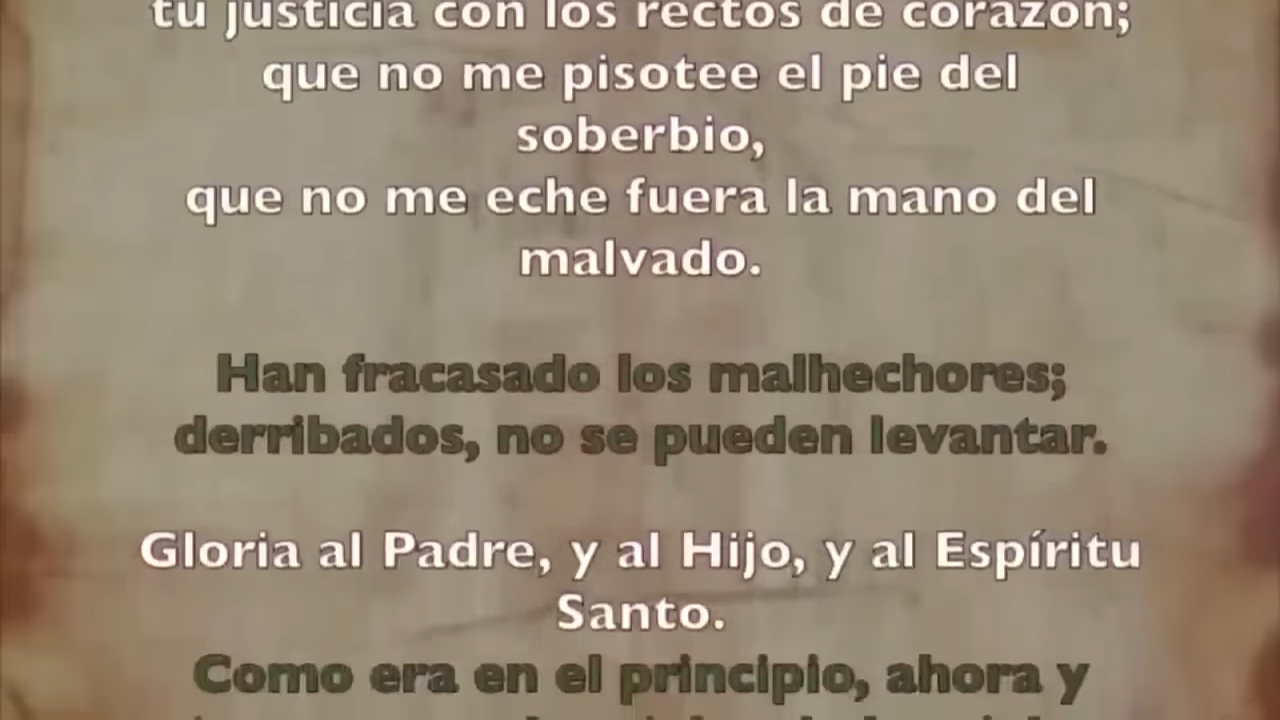 tu justicia con los rectos de corazón;
que no me pisotee el pie del
soberbio,
que no me eche fuera la mano del
malvado.
Han fracasado los malhechores;
derribados, no se pueden levantar.
Gloria al Padre, y al Hijo, y al Espíritu
Santo.
Como era en el principio, ahora y